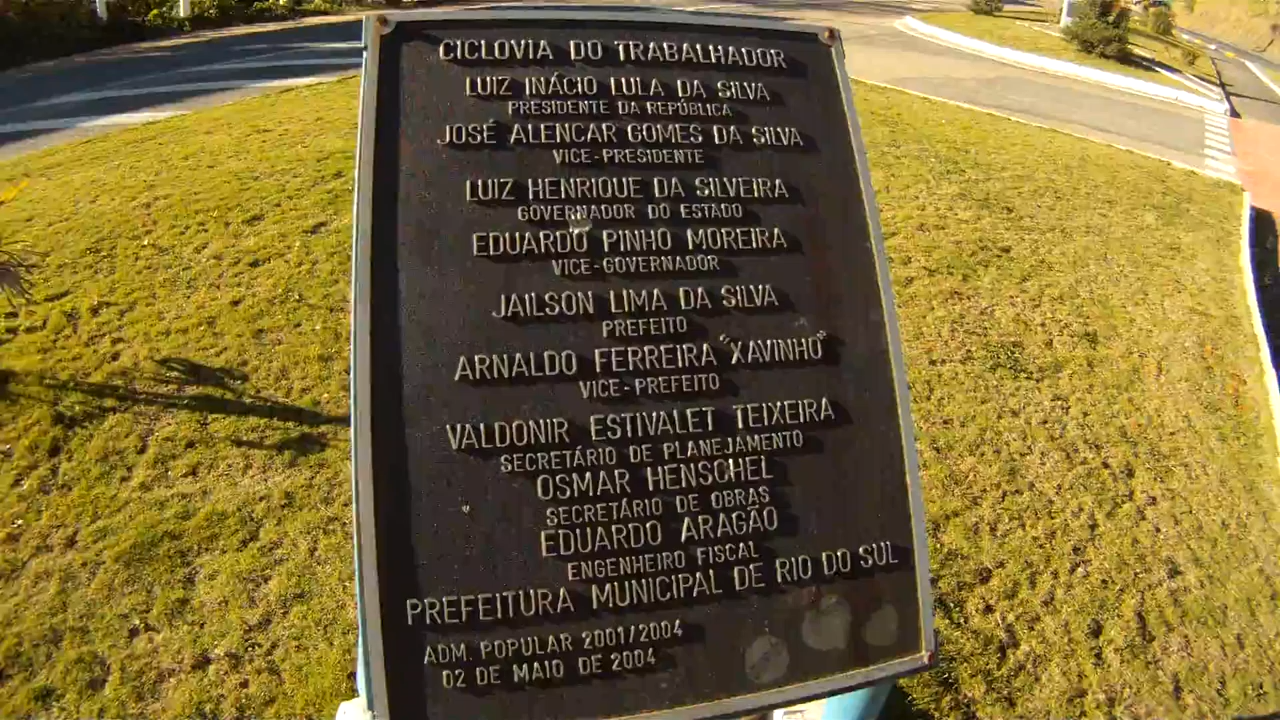 CICLOVIA DO TRABALHADOR
LUIZ INÁCIO LULA DA SILVA
PRESIDENTE DA REPÚBLICA
JOSÉ ALENCAR GOMES DA SILVA
VICE-PRESIDENTE
LUIZ HENRIQUE DA SILVEIRA
GOVERNADOR DO ESTADO
EDUARDO PINHO MOREIRA
VICE-GOVERNADOR
JAILSON LIMA DA SILVA
PREFEITO
ARNALDO FERREIRA "XAVINHO"
VICE-PREFEITO
VALDONIR ESTIVALET TEIXEIRA
SECRETÁRIO DE PLANEJAMENTO
OSMAR HENSCHEL
SECRETÁRIO DE OBRAS
EDUARDO ARAGÃO
ENGENHEIRO FISCAL
PREFEITURA MUNICIPAL DE RIO DO SUL
ADM. POPULAR 2001/2004
02 DE MAIO DE 2004